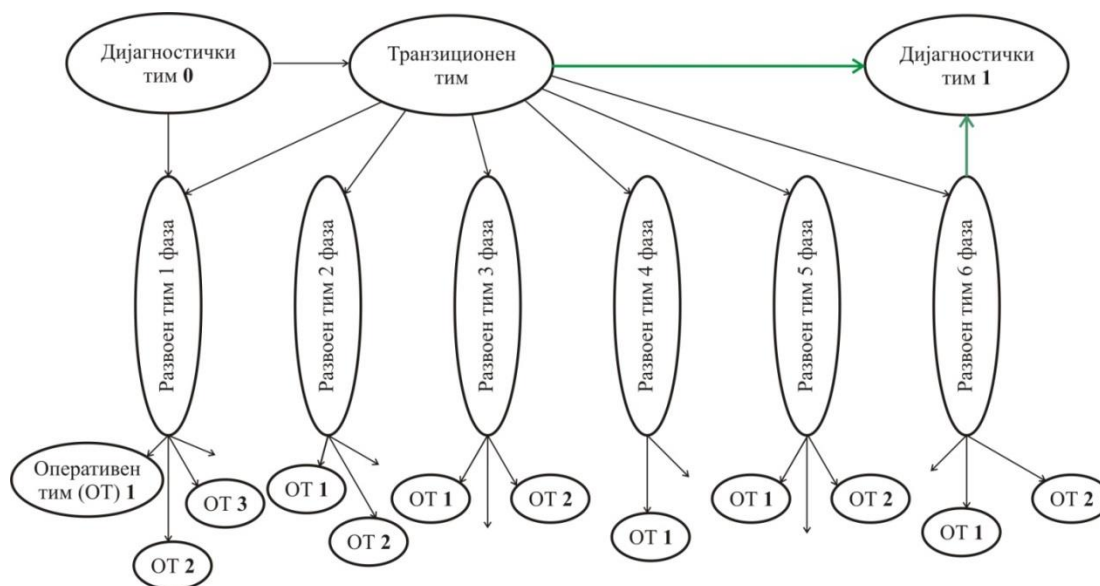 Дијагностички
тим 0
Транзиционен
тим
Дијагностички
тим 1
Развоен тим 1 фаза
Развоен тим 2 фаза
Развоен тим 3 фаза
Развоен тим 4 фаза
Развоен тим 5 фаза
Развоен тим 6 фаза
Оперативен
тим (ОТ) 1
ОТ 2
ОТ 3
ОТ 1
ОТ 2
ОТ 1
ОТ 2
ОТ 1
ОТ 1
ОТ 2
ОТ 1
ОТ 2